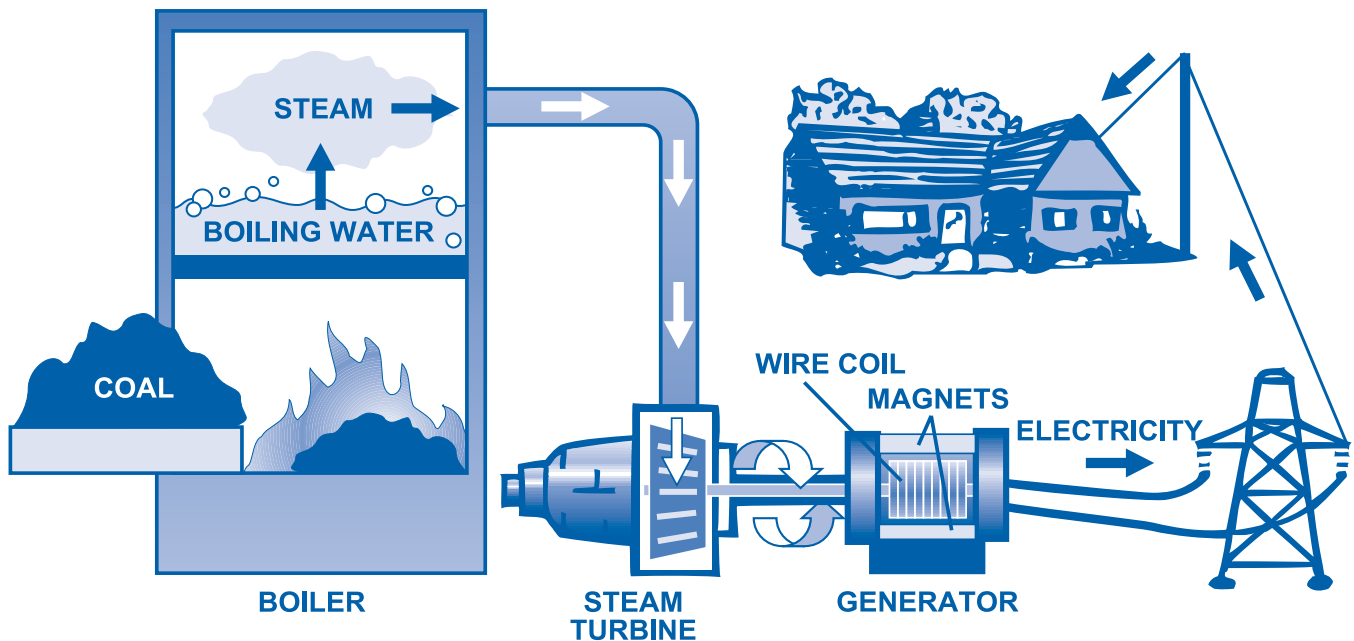 STEAM
BOILING WATER
COAL
WIRE COIL
MAGNETS
ELECTRICITY
BOILER
STEAM
TURBINE
GENERATOR